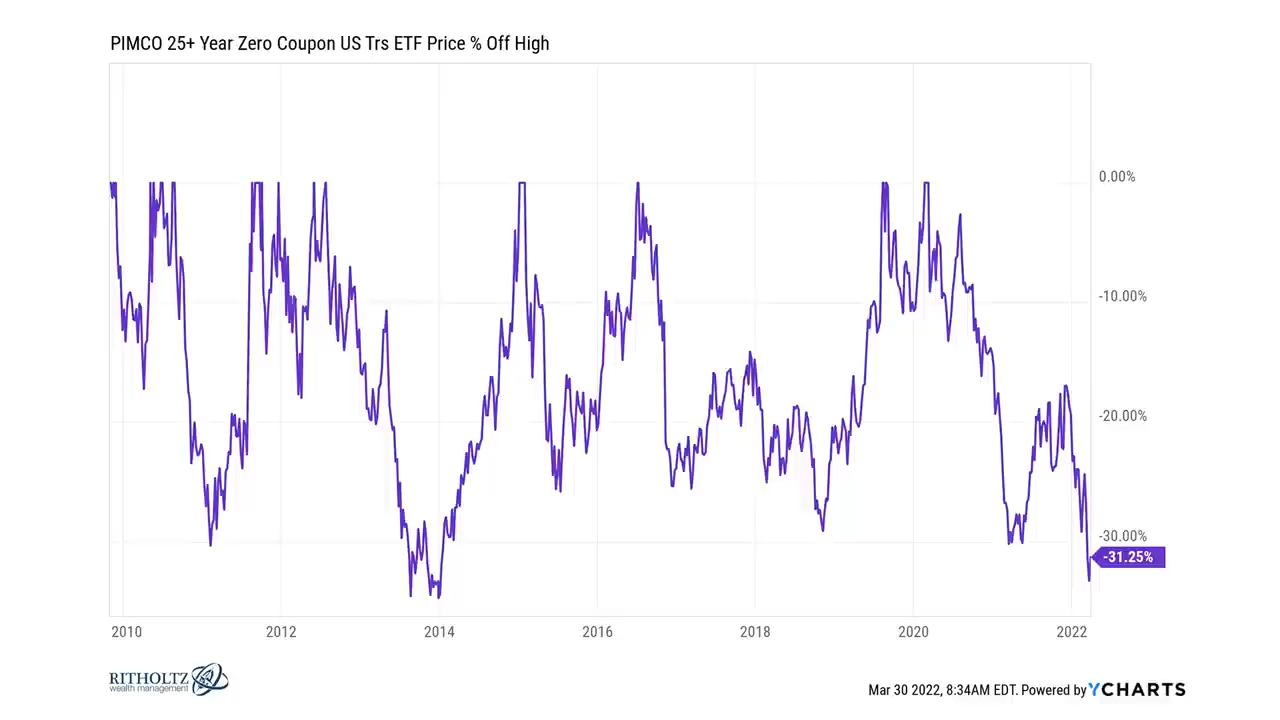 PIMCO 25+ Year Zero Coupon US Trs ETF Price % Off High
0.00%
-10.00%
-20.00%
-30.00%
-31.25%
2010 2012 2014 2016 2018 2020 2022
RITHOLTZ
wealth management
Mar 30 2022, 8:34AM EDT. Powered by YCHARTS